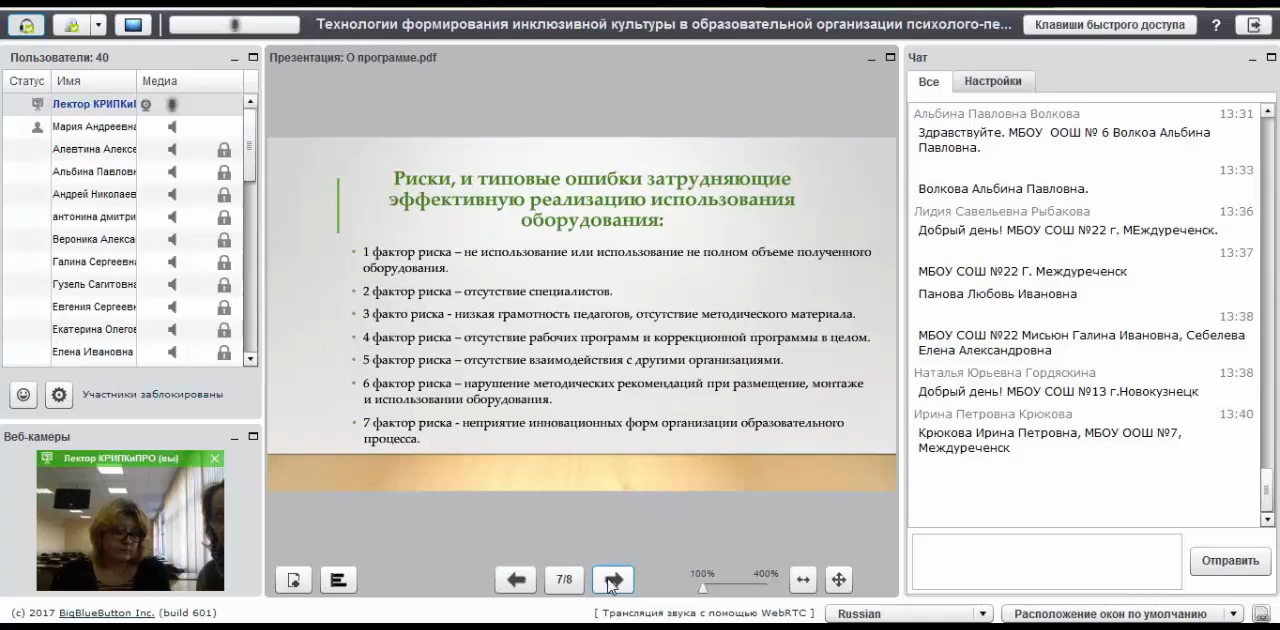 Технологии формирования инклюзивной культуры в образовательной организации психолого-пе...
Клавиши быстрого доступа
?
Пользователи: 40
Статус Имя Медиа
Лектор КРИПКиП
Мария Андреевна
Алевтина Алексе
Альбина Павловн
Андрей Николаев
антонина дмитри
Вероника Алекса
Галина Сергеевн
Гузель Сагитовна
Евгения Сергеев
Екатерина Олегов
Елена Ивановна
Участники заблокированы
Веб-камеры
Лектор КРИПКиПРО (вы)
Презентация: О программе.pdf
Риски, и типовые ошибки затрудняющие
эффективную реализацию использования
оборудования:
• 1 фактор риска – не использование или использование не полном объеме полученного
оборудования.
• 2 фактор риска – отсутствие специалистов.
• 3 факто риска - низкая грамотность педагогов, отсутствие методического материала.
• 4 фактор риска – отсутствие рабочих программ и коррекционной программы в целом.
• 5 фактор риска – отсутствие взаимодействия с другими организациями.
• 6 фактор риска – нарушение методических рекомендаций при размещение, монтаже
и использовании оборудования.
• 7 фактор риска - неприятие инновационных форм организации образовательного
процесса.
7/8
100% 400%
Чат
Все Настройки
Альбина Павловна Волкова 13:31
Здравствуйте. МБОУ ООШ № 6 Волкоа Альбина
Павловна.
13:33
Волкова Альбина Павловна.
Лидия Савельевна Рыбакова 13:36
Добрый день! МБОУ СОШ №22 г. МЕждуреченск.
13:37
МБОУ СОШ №22 Г. Междуреченск
Панова Любовь Ивановна
13:38
МБОУ СОШ №22 Мисьюн Галина Ивановна, Себелева
Елена Александровна
Наталья Юрьевна Гордяскина 13:38
Добрый день! МБОУ СОШ №13 г.Новокузнецк
Ирина Петровна Крюкова 13:40
Крюкова Ирина Петровна, МБОУ ООШ №7,
Междуреченск
Отправить
(c) 2017 BigBlueButton Inc. (build 601)
[ Трансляция звука с помощью WebRTC ]
Russian
Расположение окон по умолчанию